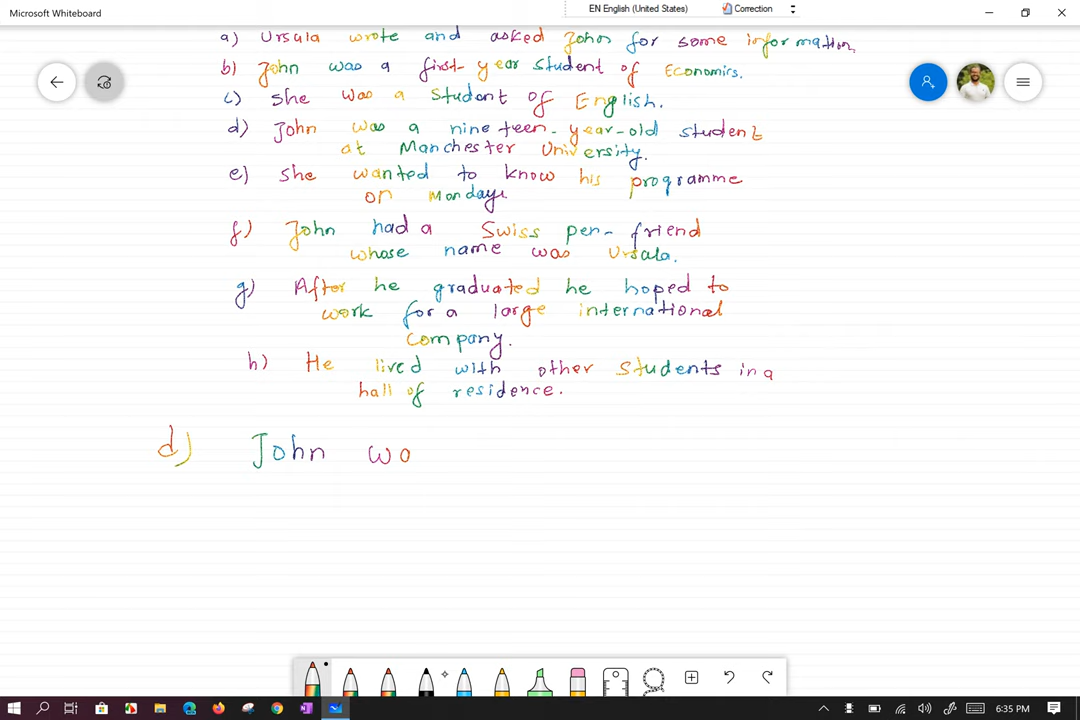 Microsoft Whiteboard
EN English (United States)
Correction
a) Ursula wrote and asked John for some information.
b) John was a first-year student of Economics.
c) She was a student of English.
d) John was a nineteen-year-old student
at Manchester University.
e) She wanted to know his programme
on Monday
f) John had a Swiss pen-friend
whose name was Ursala.
g) After he graduated he hoped to
work for a large international
company.
h) He lived with other students in a
hall of residence.
d) John wa
6:35 PM